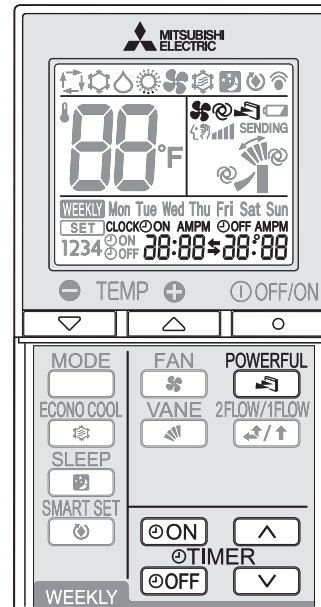 MITSUBISHI
ELECTRIC
88°F
SENDING
WEEKLY Mon Tue Wed Thu Fri Sat Sun
SET CLOCK ON AMPM OFF AMPM
1234 ON OFF 88:88 88:88
TEMP OFF/ON
MODE FAN POWERFUL
ECONO COOL VANE 2FLOW/1FLOW
SLEEP
SMART SET
ON
TIMER
OFF
WEEKLY